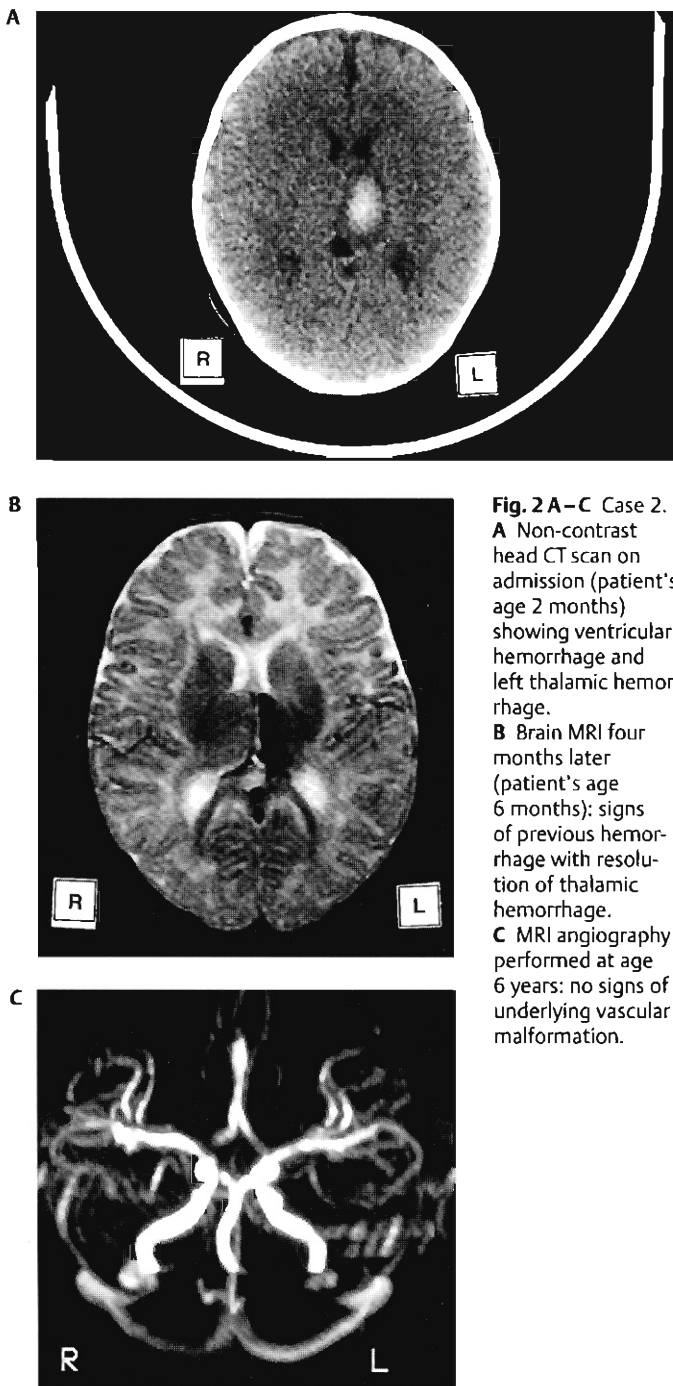 A
R
L
B
R
L
Fig. 2 A – C Case 2.
A Non-contrast
head CT scan on
admission (patient's
age 2 months)
showing ventricular
hemorrhage and
left thalamic hemor-
rhage.
B Brain MRI four
months later
(patient's age
6 months): signs
of previous hemor-
rhage with resolu-
tion of thalamic
hemorrhage.
C MRI angiography
performed at age
6 years: no signs of
underlying vascular
malformation.
C
R
L